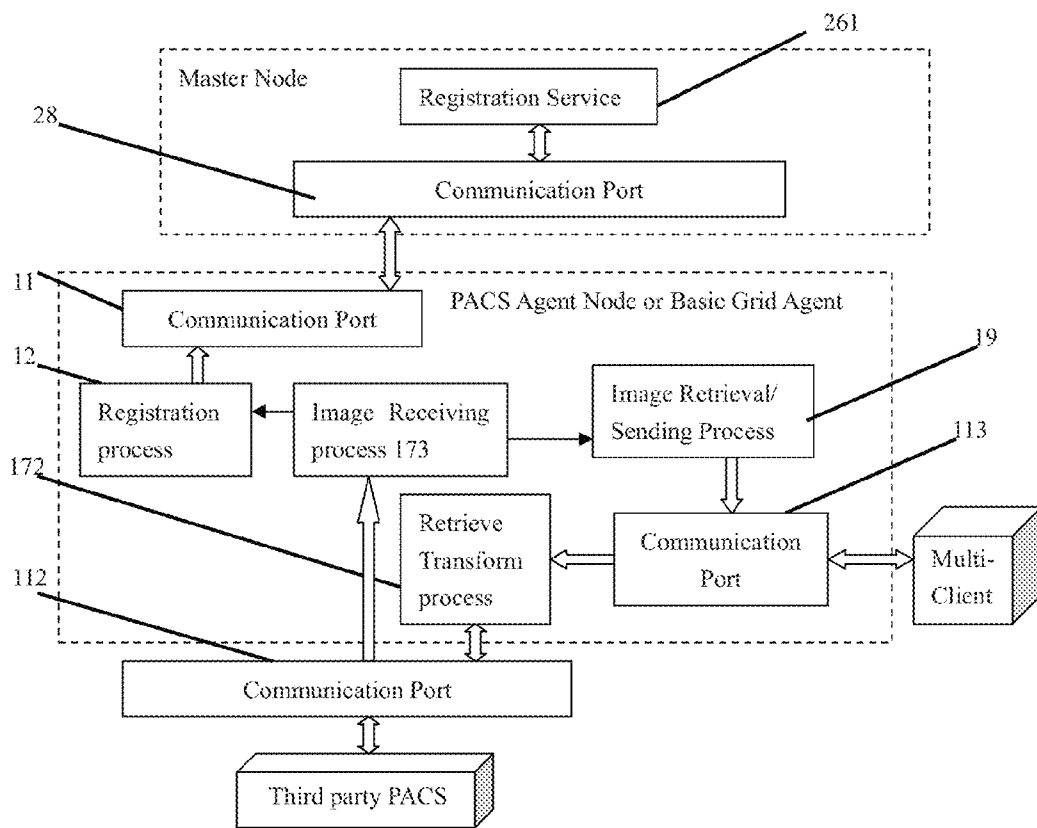 261
Master Node
Registration Service
28
Communication Port
11
PACS Agent Node or Basic Grid Agent
Communication Port
12
19
Registration
process
Image Receiving
process 173
Image Retrieval/
Sending Process
113
172
Retrieve
Transform
process
Communication
Port
Multi-
Client
112
Communication Port
Third party PACS